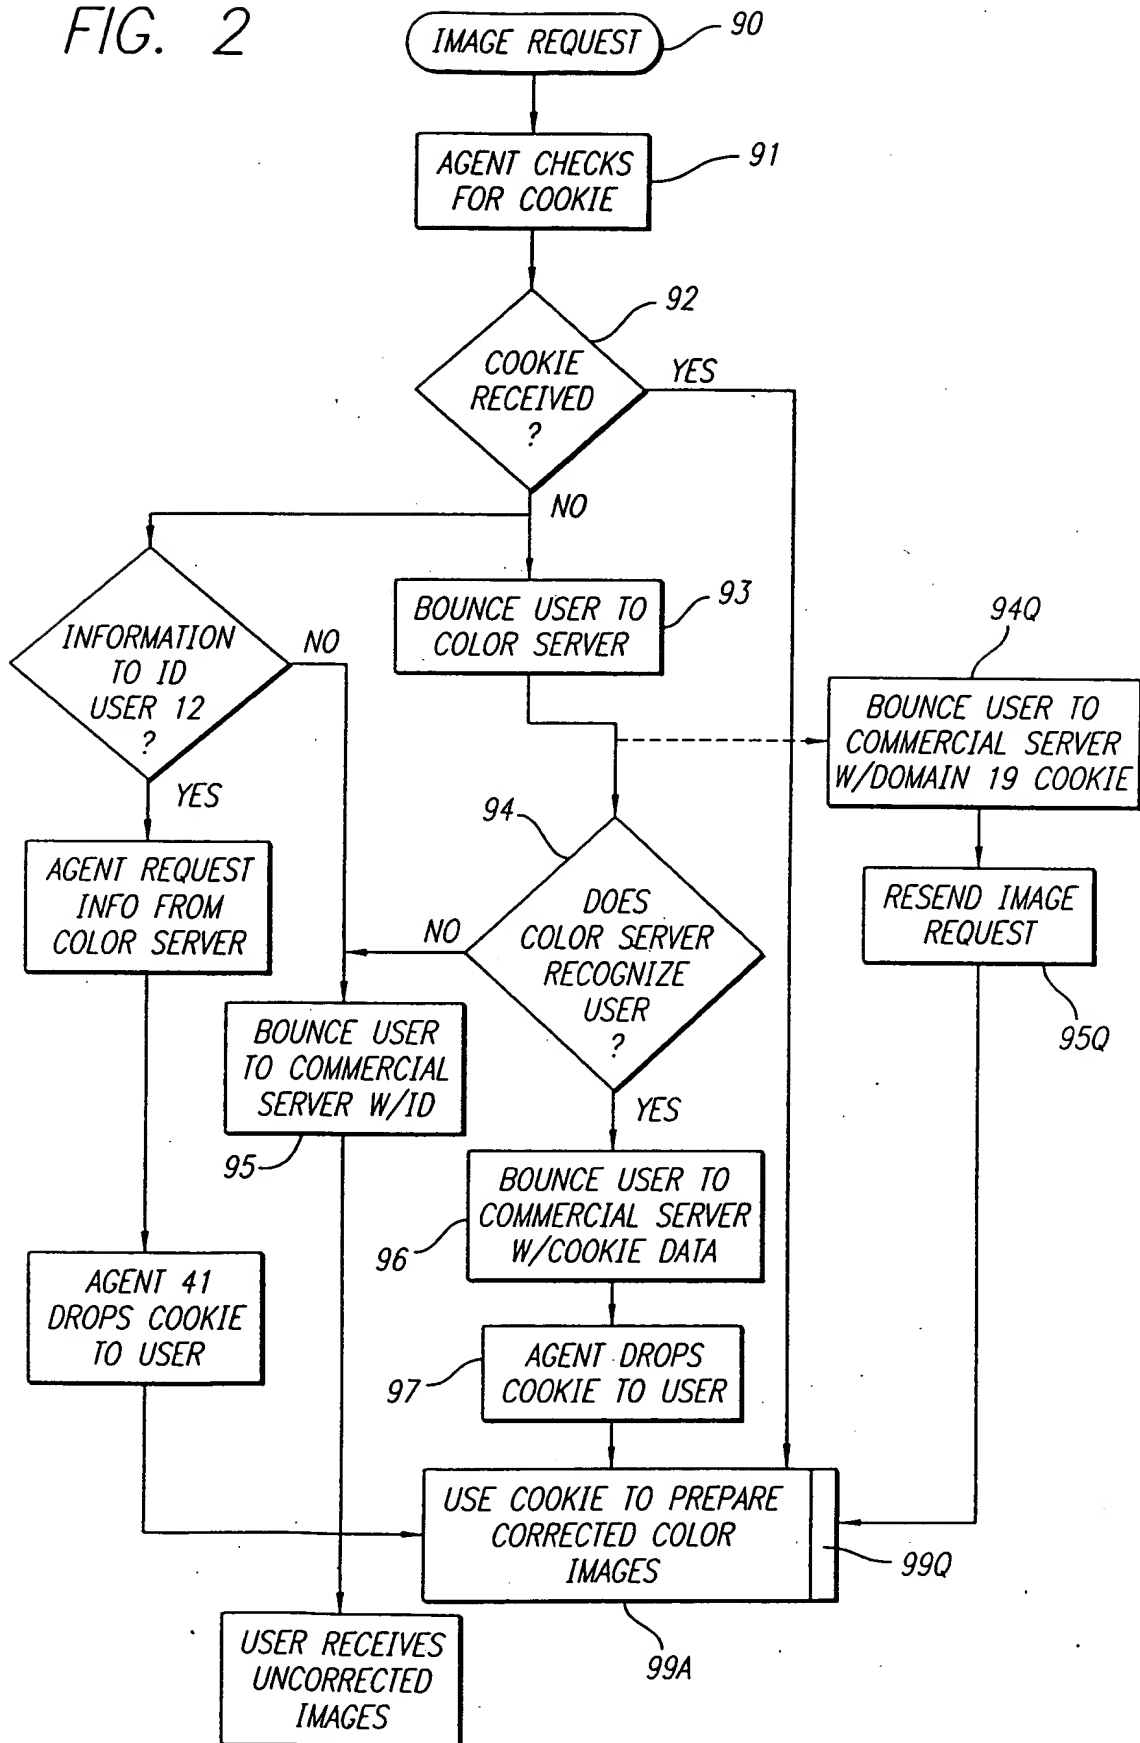 FIG. 2
IMAGE REQUEST
90
AGENT CHECKS
FOR COOKIE
91
92
COOKIE
RECEIVED
?
YES
NO
INFORMATION
TO ID
USER 12
?
NO
YES
BOUNCE USER TO
COLOR SERVER
93
94Q
BOUNCE USER TO
COMMERCIAL SERVER
W/DOMAIN 19 COOKIE
94
DOES
COLOR SERVER
RECOGNIZE
USER
?
NO
YES
AGENT REQUEST
INFO FROM
COLOR SERVER
RESEND IMAGE
REQUEST
95Q
BOUNCE USER
TO COMMERCIAL
SERVER W/ID
95
BOUNCE USER TO
COMMERCIAL SERVER
W/COOKIE DATA
96
AGENT 41
DROPS COOKIE
TO USER
AGENT DROPS
COOKIE TO USER
97
USE COOKIE TO PREPARE
CORRECTED COLOR
IMAGES
99Q
99A
USER RECEIVES
UNCORRECTED
IMAGES